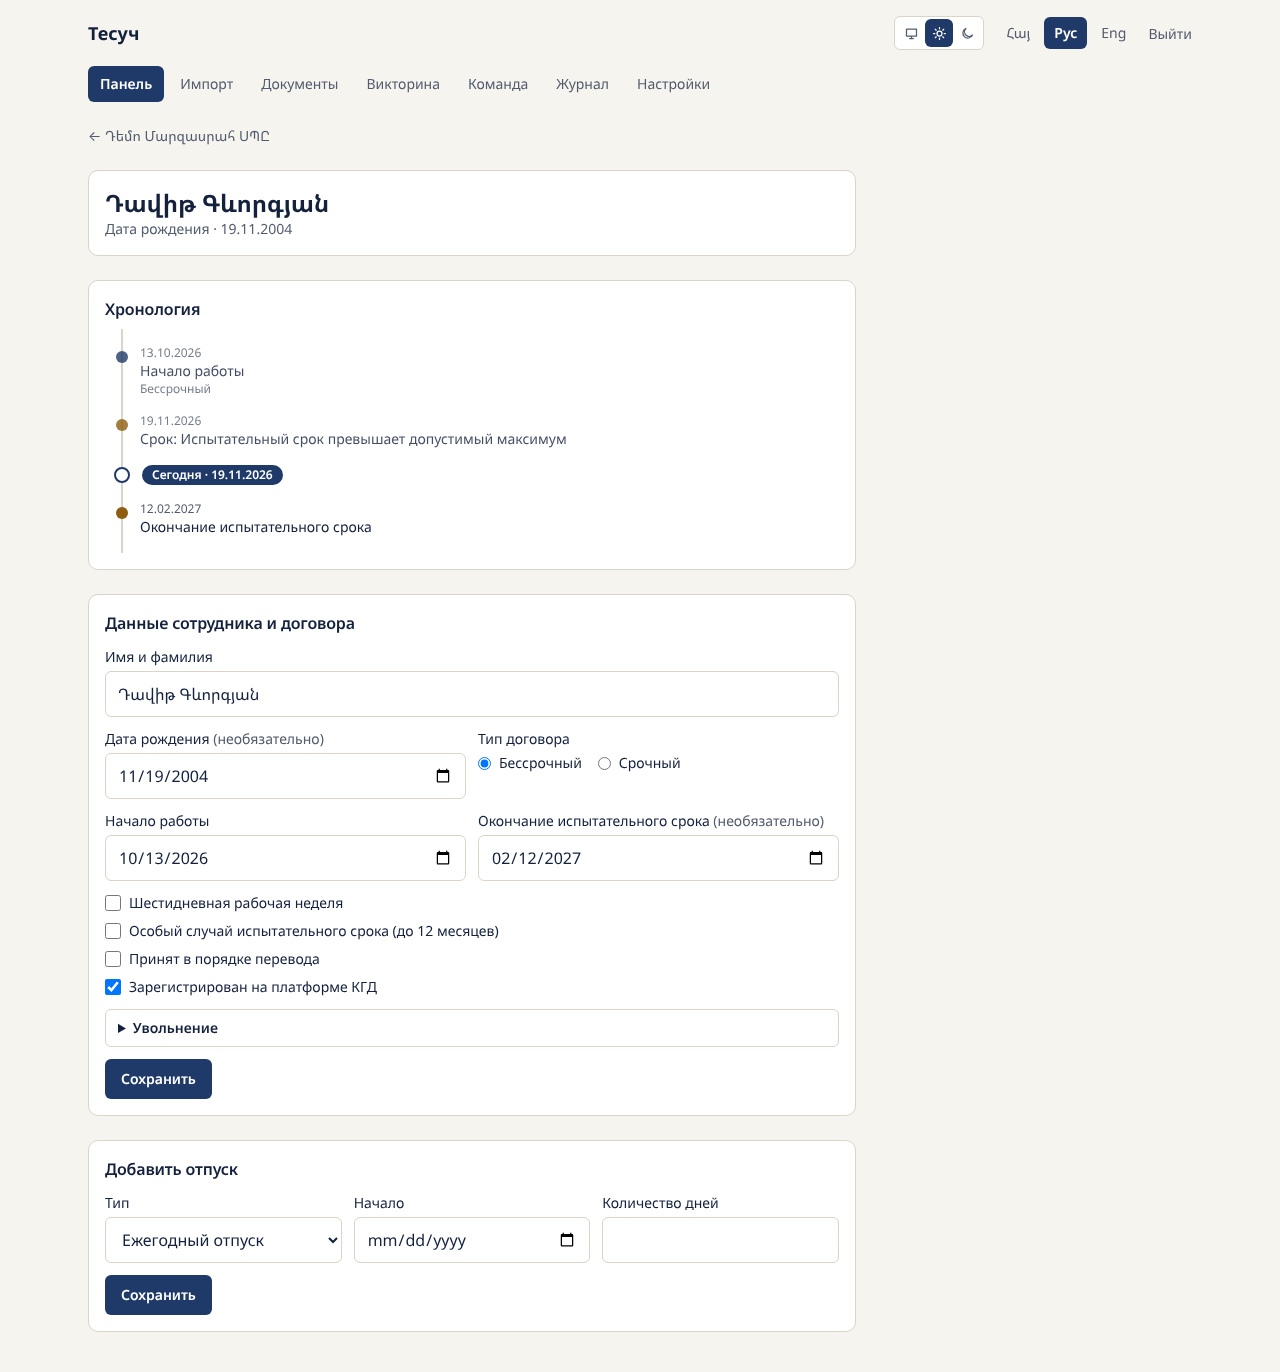 Тесуч
Հայ Рус Eng Выйти
Панель Импорт Документы Викторина Команда Журнал Настройки
← Դեմո Մարզասրահ ՍՊԸ
Դավիթ Գևորգյան
Дата рождения · 19.11.2004
Хронология
13.10.2026
Начало работы
Бессрочный
19.11.2026
Срок: Испытательный срок превышает допустимый максимум
Сегодня · 19.11.2026
12.02.2027
Окончание испытательного срока
Данные сотрудника и договора
Имя и фамилия
Դավիթ Գևորգյան
Дата рождения (необязательно) Тип договора
11/19/2004 Бессрочный Срочный
Начало работы Окончание испытательного срока (необязательно)
10/13/2026 02/12/2027
Шестидневная рабочая неделя
Особый случай испытательного срока (до 12 месяцев)
Принят в порядке перевода
Зарегистрирован на платформе КГД
Увольнение
Сохранить
Добавить отпуск
Тип Начало Количество дней
Ежегодный отпуск mm/dd/yyyy
Сохранить